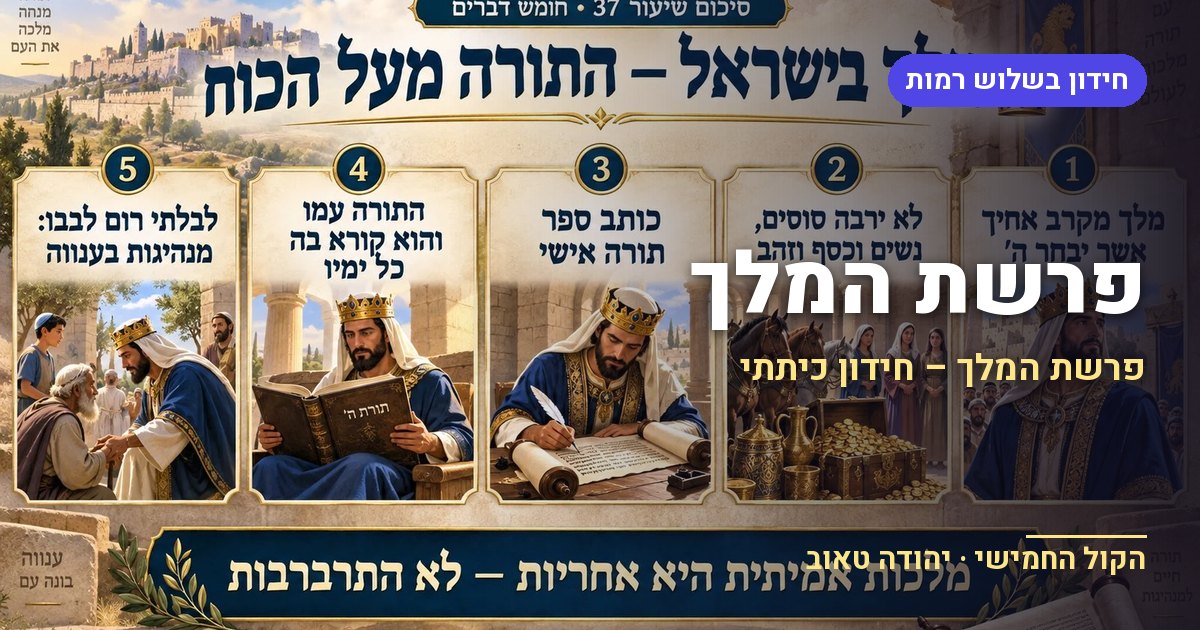 סיכום שיעור 37 • חומש דברים
בישראל – התורה מעל הכוח
חידון בשלוש רמות
1
מלך מקרב אחיך
אשר יבחר ה'
2
לא ירבה סוסים,
נשים וכסף וזהב
3
כותב ספר
תורה אישי
4
התורה עמו
והוא קורא בה
כל ימיו
תורת ה'
5
לבלתי רום לבבו:
מנהיגות בענווה
פרשת המלך
פרשת המלך – חידון כיתתי
הקול החמישי · יהודה טאוב
מלכות אמיתית היא אחריות – לא התרברבות
מנחה
מלכה
את העם
ענווה
בונה עם
תורה
חיים
למנהיגות